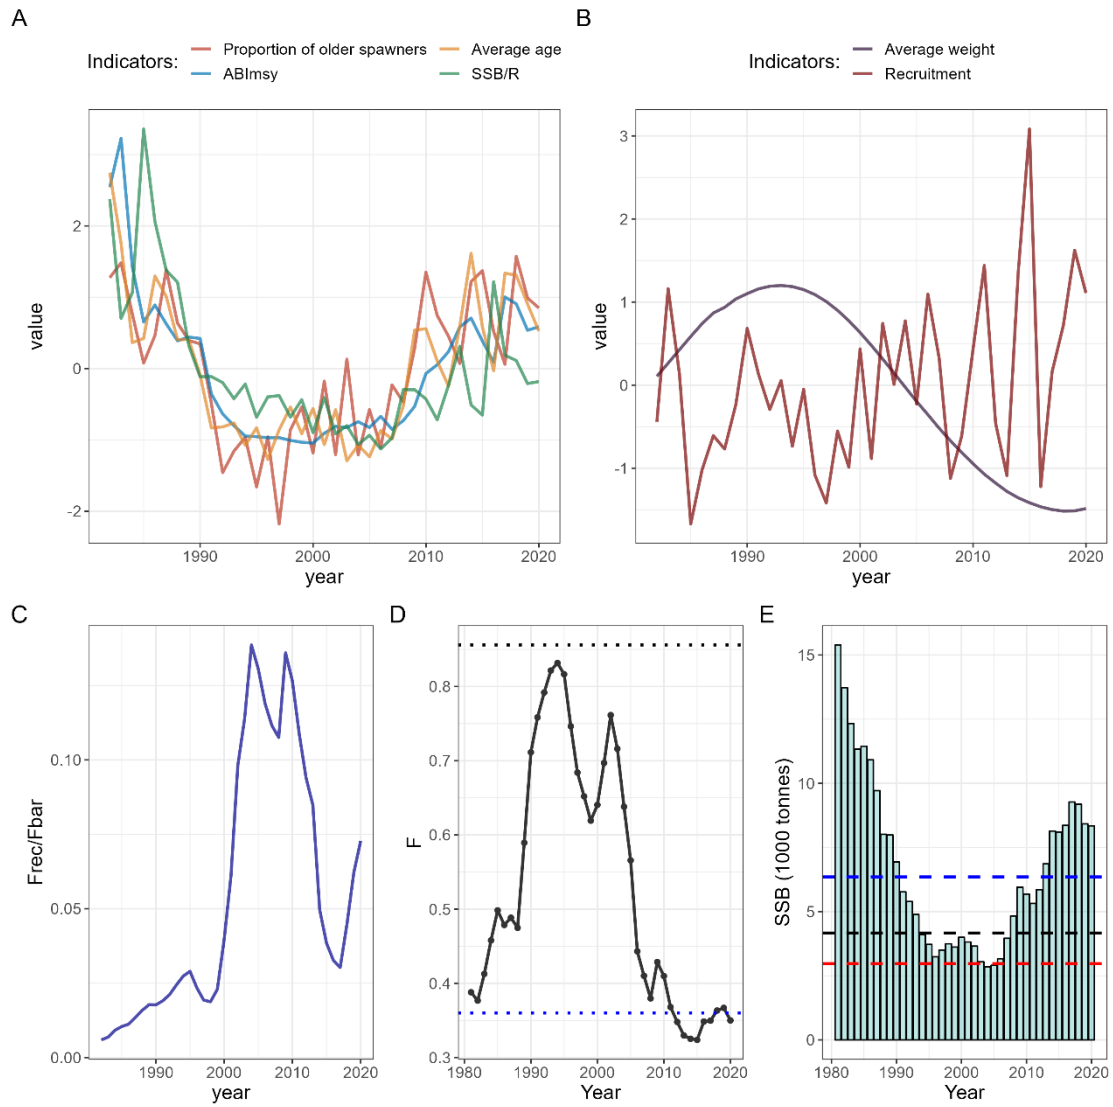 A
Indicators:
Proportion of older spawners
Average age
ABImsy
SSB/R
value
2
0
-2
1990
2000
2010
2020
year
B
Indicators:
Average weight
Recruitment
value
3
2
1
0
-1
1990
2000
2010
2020
year
C
Frec/Fbar
0.10
0.05
0.00
1990
2000
2010
2020
year
D
F
0.8
0.7
0.6
0.5
0.4
0.3
1980
1990
2000
2010
2020
Year
E
SSB (1000 tonnes)
15
10
5
0
1980
1990
2000
2010
2020
Year